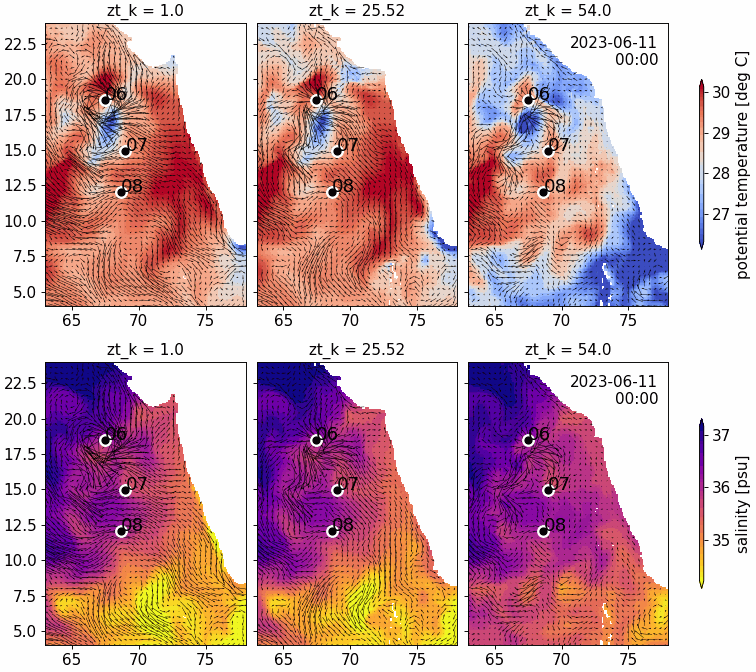 zt_k = 1.0 zt_k = 25.52 zt_k = 54.0
2023-06-11
00:00
22.5
20.0
17.5
15.0
12.5
10.0
7.5
5.0
06 06 06
07 07 07
08 08 08
65 70 75 65 70 75 65 70 75
30
29
28
27
potential temperature [deg C]
zt_k = 1.0 zt_k = 25.52 zt_k = 54.0
2023-06-11
00:00
22.5
20.0
17.5
15.0
12.5
10.0
7.5
5.0
06 06 06
07 07 07
08 08 08
65 70 75 65 70 75 65 70 75
37
36
35
salinity [psu]